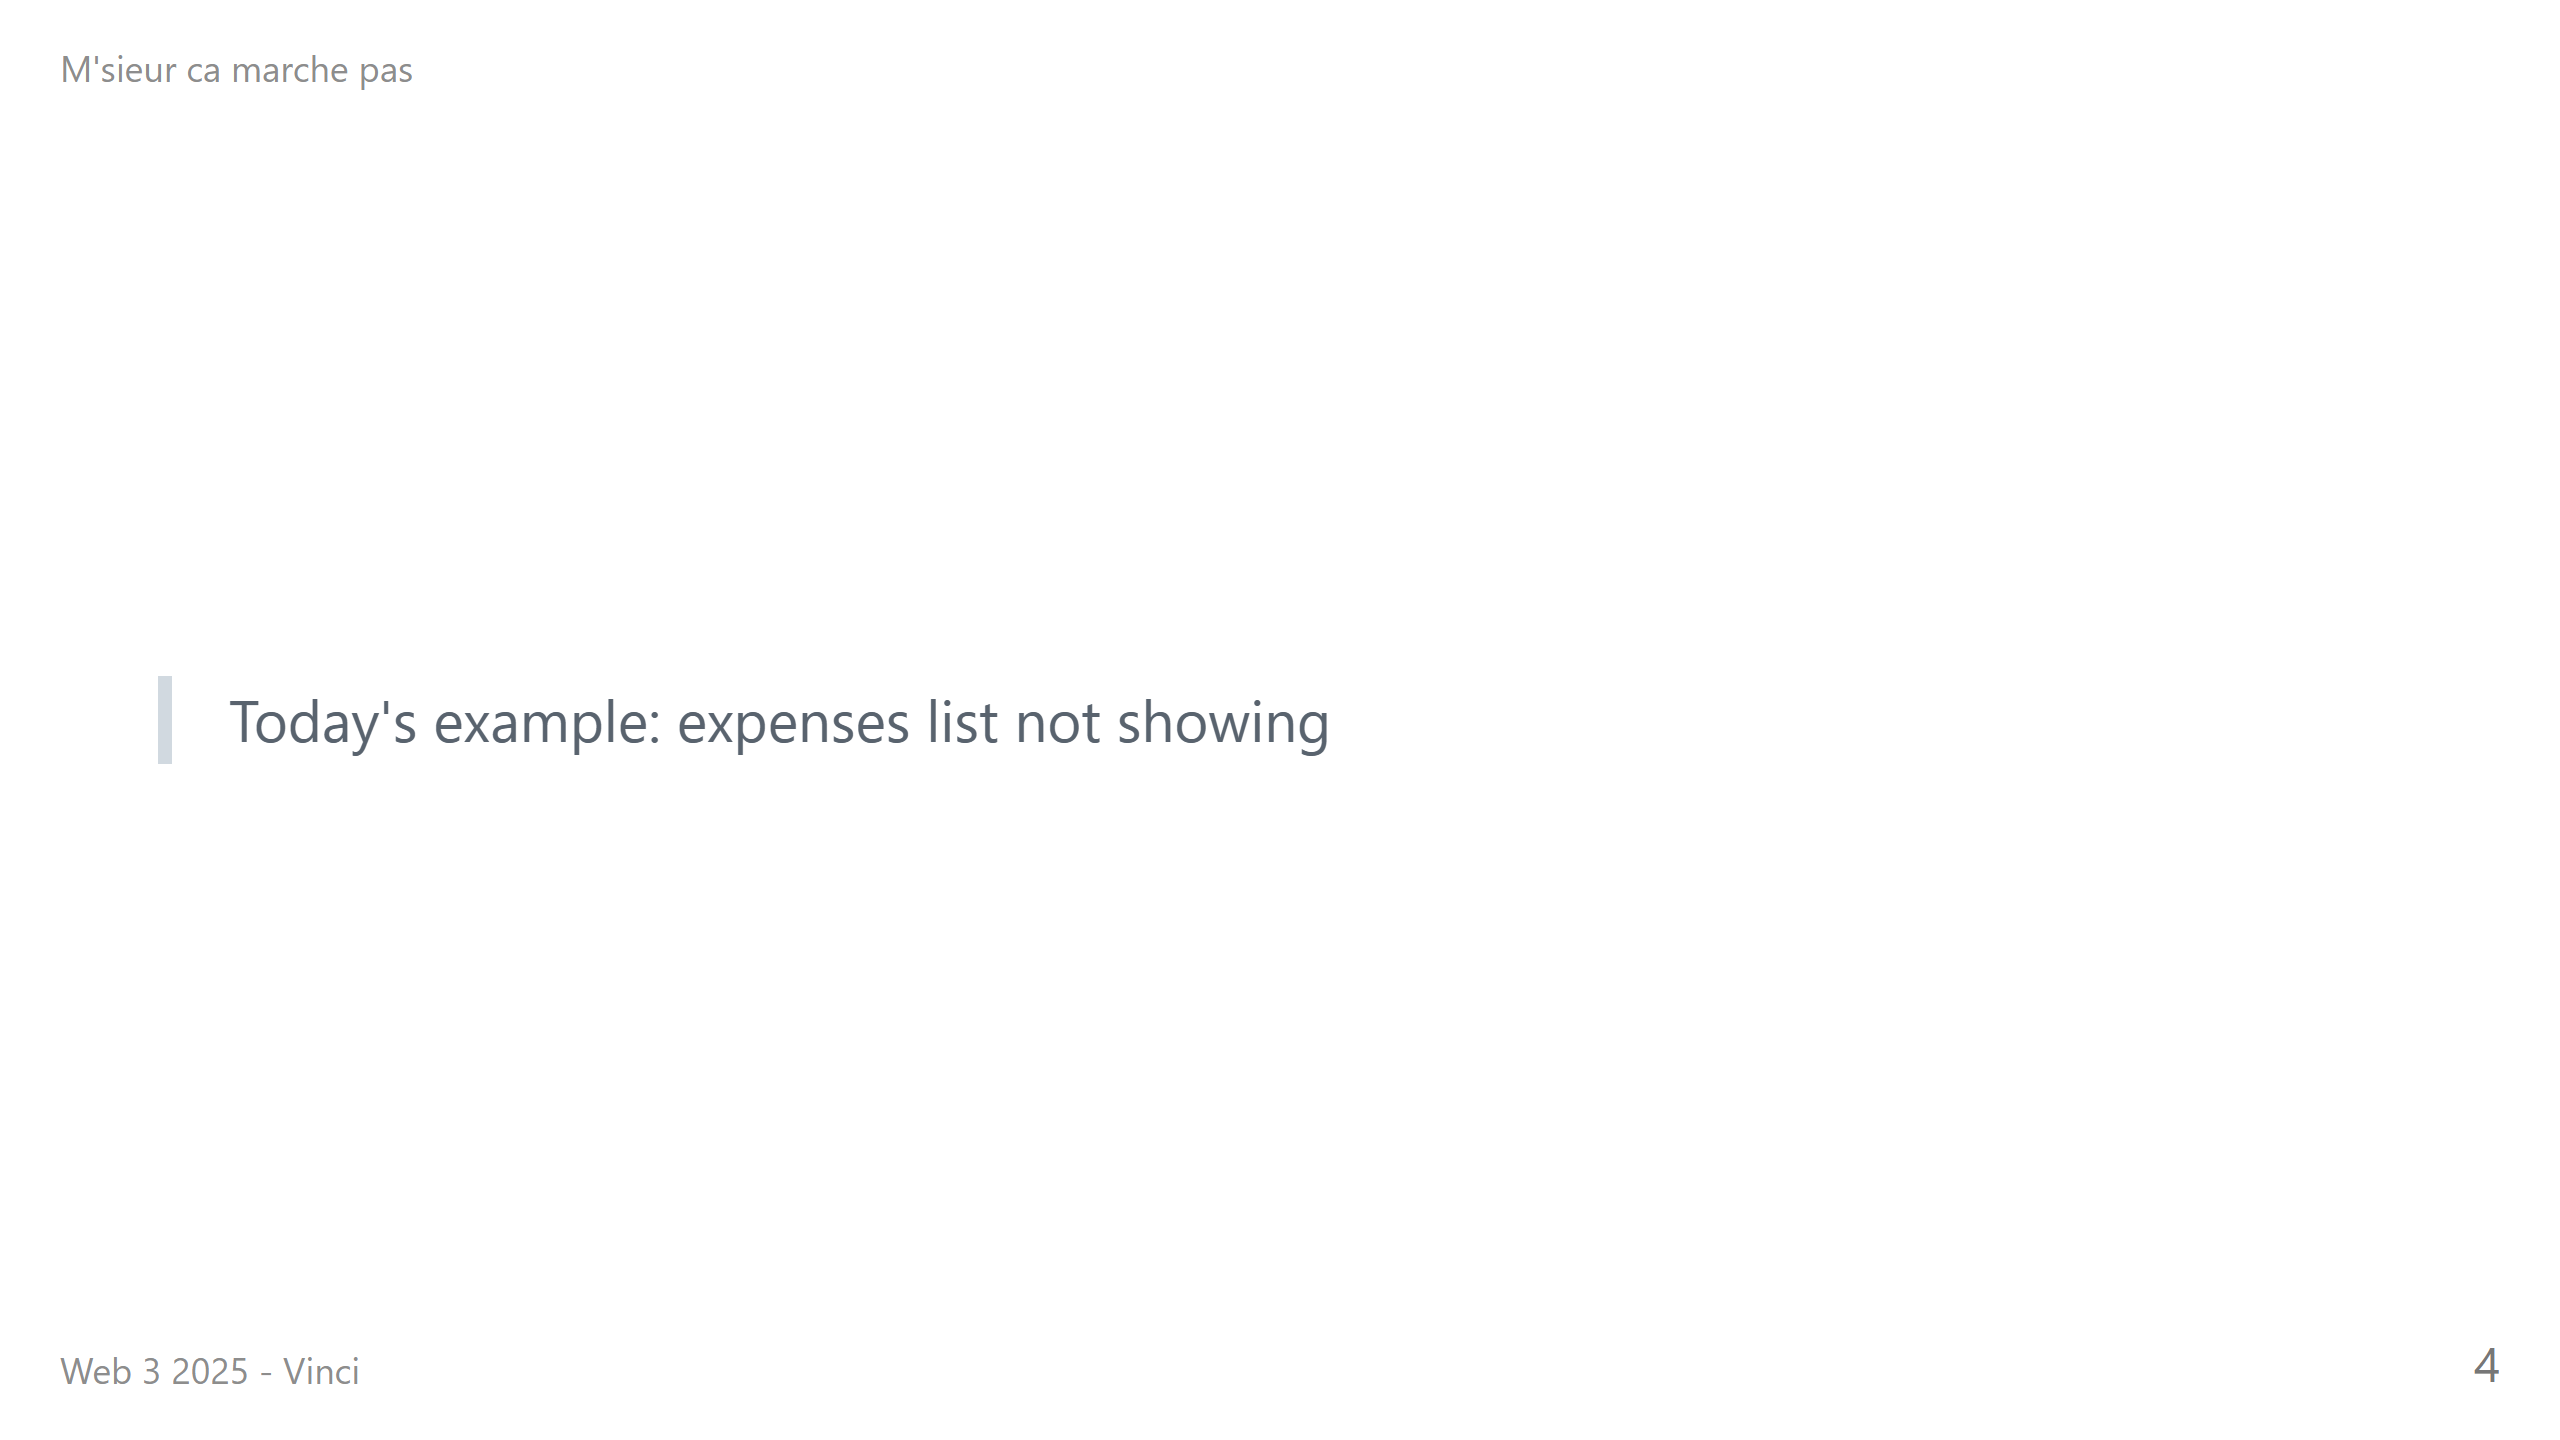 M'sieur ca marche pas
Today's example: expenses list not showing
Web 3 2025 - Vinci
4